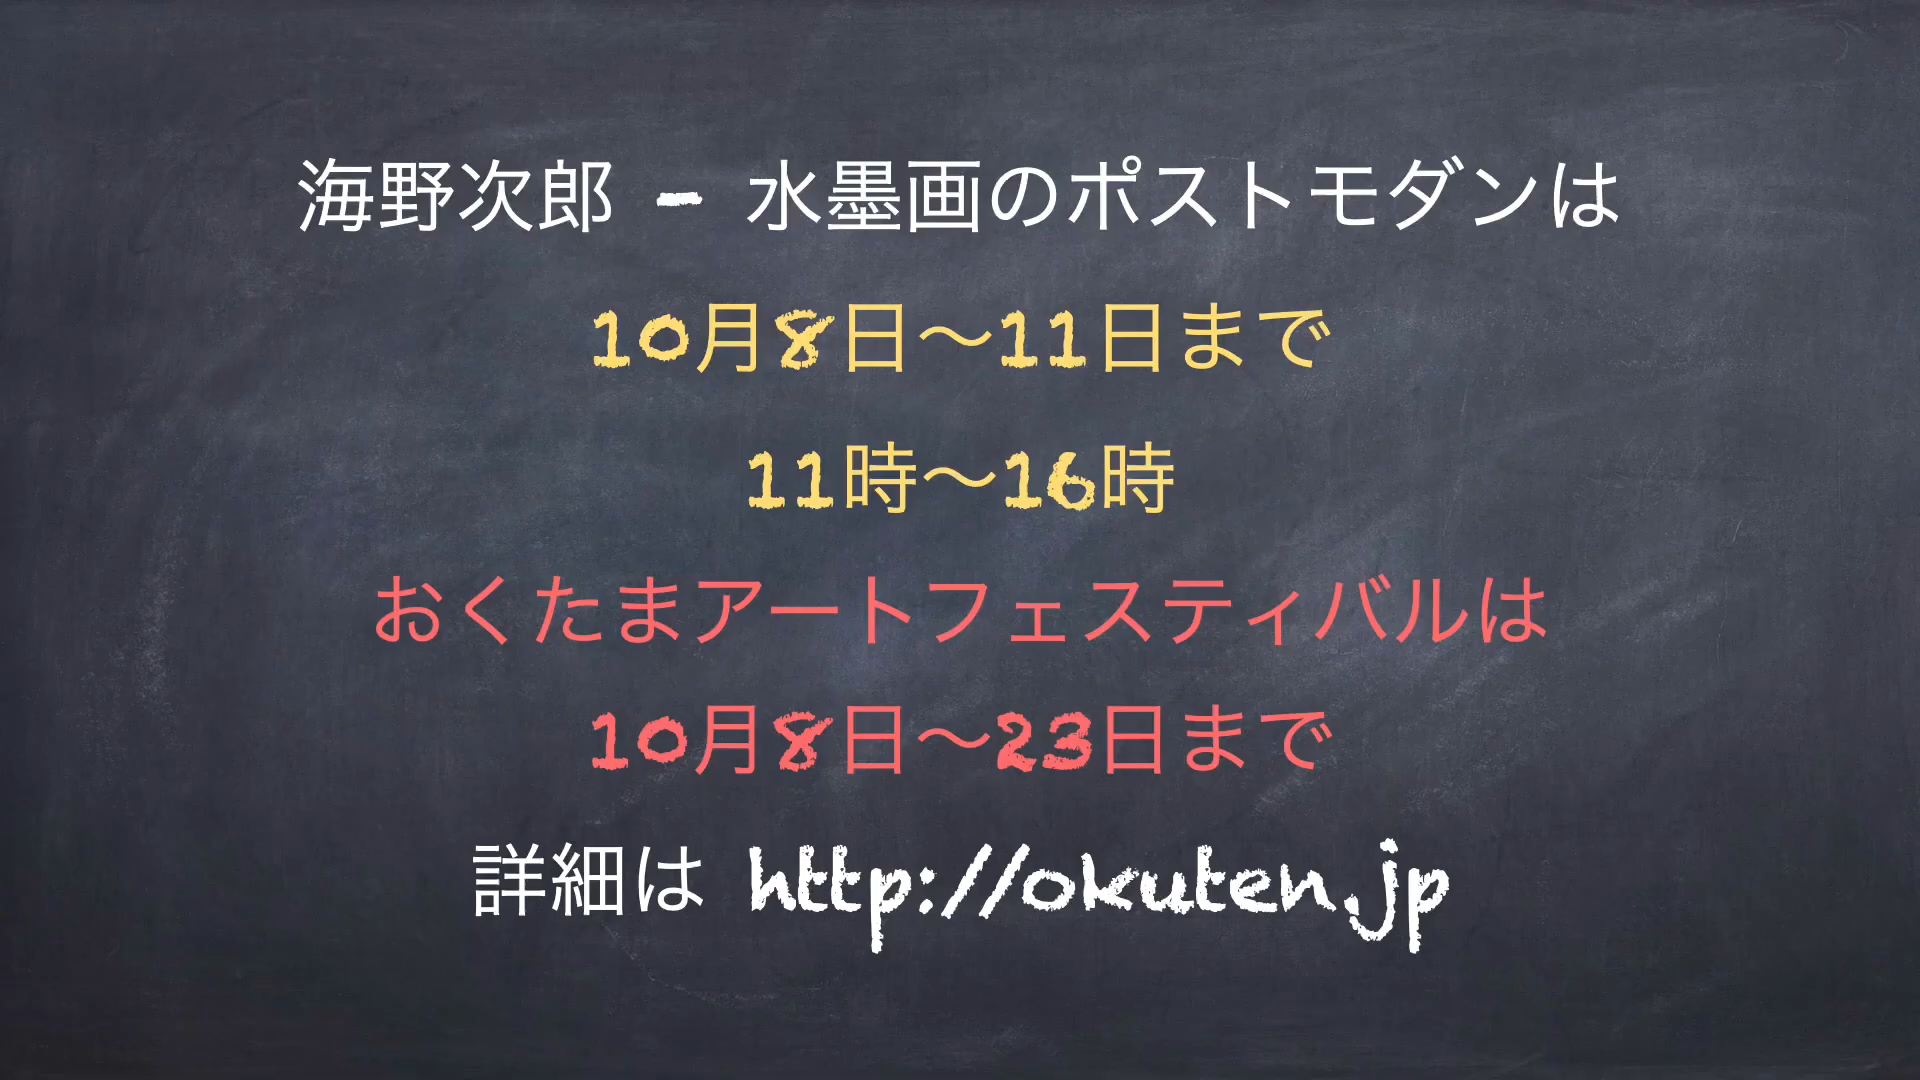 海野次郎 - 水墨画のポストモダンは
10月8日〜11日まで
11時〜16時
おくたまアートフェスティバルは
10月8日〜23日まで
詳細は http://okuten.jp